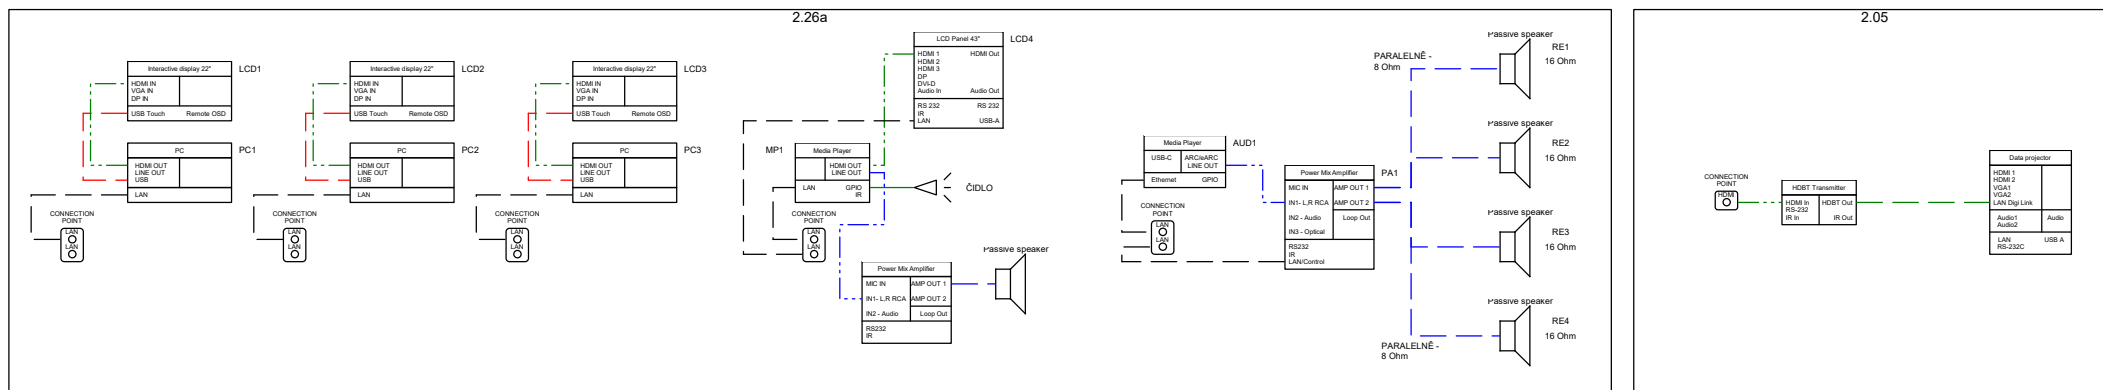 2.26a
2.05
Interactive display 22"
LCD1
HDMI IN
VGA IN
DP IN
USB Touch
Remote OSD
PC
PC1
HDMI OUT
LINE OUT
USB
LAN
CONNECTION
POINT
LAN
LAN
Interactive display 22"
LCD2
HDMI IN
VGA IN
DP IN
USB Touch
Remote OSD
PC
PC2
HDMI OUT
LINE OUT
USB
LAN
CONNECTION
POINT
LAN
LAN
Interactive display 22"
LCD3
HDMI IN
VGA IN
DP IN
USB Touch
Remote OSD
PC
PC3
HDMI OUT
LINE OUT
USB
LAN
CONNECTION
POINT
LAN
LAN
LCD Panel 43"
LCD4
HDMI 1
HDMI Out
HDMI 2
HDMI 3
DP
DVI-D
Audio In
Audio Out
RS 232
RS 232
IR
LAN
USB-A
MP1
Media Player
HDMI OUT
LINE OUT
LAN
GPIO
IR
ČIDLO
CONNECTION
POINT
LAN
LAN
Power Mix Amplifier
MIC IN
AMP OUT 1
IN1- L,R RCA
AMP OUT 2
IN2 - Audio
Loop Out
RS232
IR
Passive speaker
Media Player
AUD1
USB-C
ARC/eARC
LINE OUT
Ethernet
GPIO
CONNECTION
POINT
LAN
LAN
Power Mix Amplifier
PA1
MIC IN
AMP OUT 1
IN1- L,R RCA
AMP OUT 2
IN2 - Audio
Loop Out
IN3 - Optical
RS232
IR
LAN/Control
PARALELNĚ -
8 Ohm
Passive speaker
RE1
16 Ohm
Passive speaker
RE2
16 Ohm
Passive speaker
RE3
16 Ohm
Passive speaker
RE4
16 Ohm
PARALELNĚ -
8 Ohm
CONNECTION
POINT
HDMI
HDBT Transmitter
HDMI In
HDBT Out
RS-232
IR In
IR Out
Data projector
HDMI 1
HDMI 2
VGA1
VGA2
LAN Digi Link
Audio1
Audio
Audio2
LAN
USB A
RS-232C